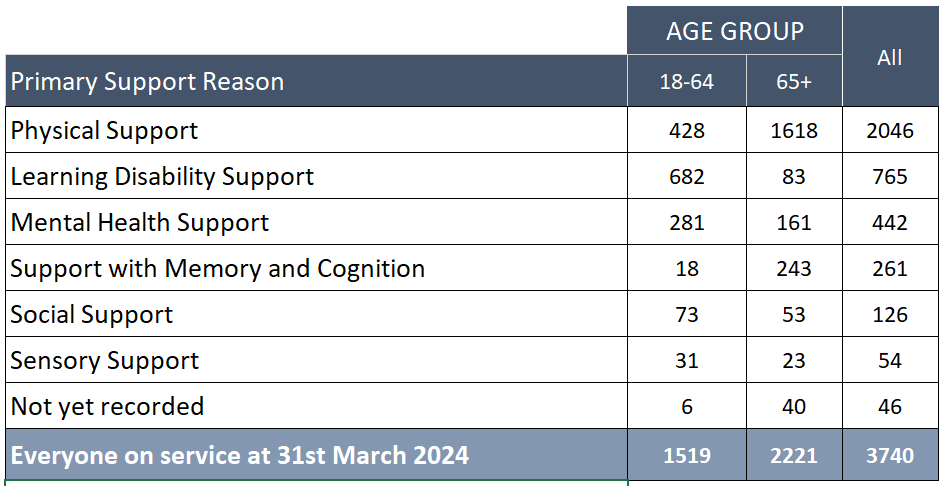 AGE GROUP
All
Primary Support Reason 18-64 65+
Physical Support 428 1618 2046
Learning Disability Support 682 83 765
Mental Health Support 281 161 442
Support with Memory and Cognition 18 243 261
Social Support 73 53 126
Sensory Support 31 23 54
Not yet recorded 6 40 46
Everyone on service at 31st March 2024 1519 2221 3740